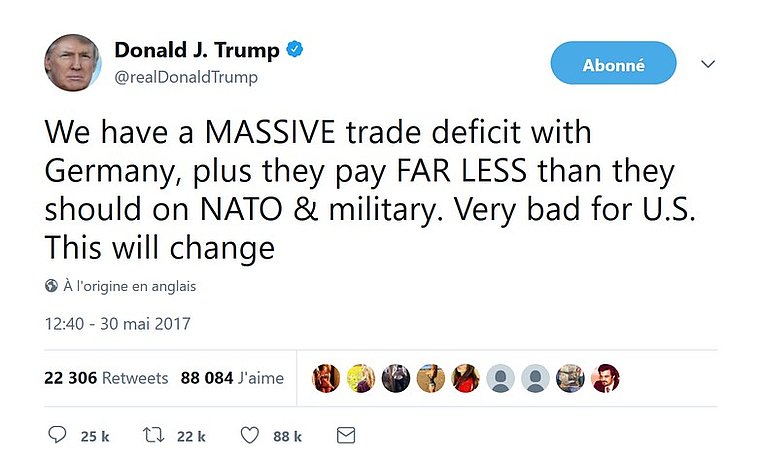 Donald J. Trump
@realDonaldTrump
Abonné
We have a MASSIVE trade deficit with
Germany, plus they pay FAR LESS than they
should on NATO & military. Very bad for U.S.
This will change
À l'origine en anglais
12:40 - 30 mai 2017
22 306 Retweets 88 084 J'aime
25 k 22 k 88 k